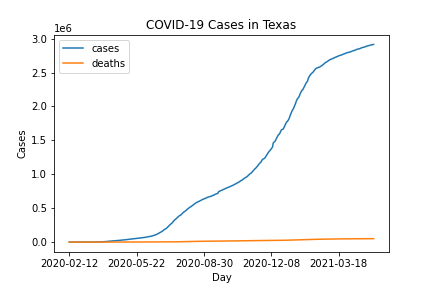 COVID-19 Cases in Texas
1e6
cases
deaths
3.0
2.5
2.0
1.5
1.0
0.5
0.0
Cases
2020-02-12 2020-05-22 2020-08-30 2020-12-08 2021-03-18
Day